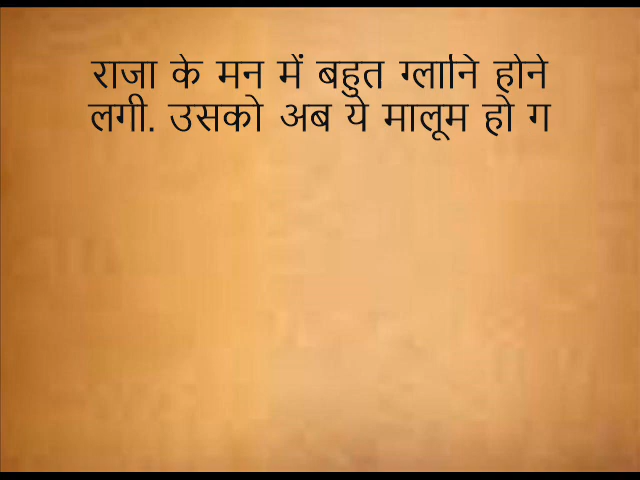 राजा के मन में बहुत ग्लानि होने
लगी. उसको अब ये मालूम हो ग